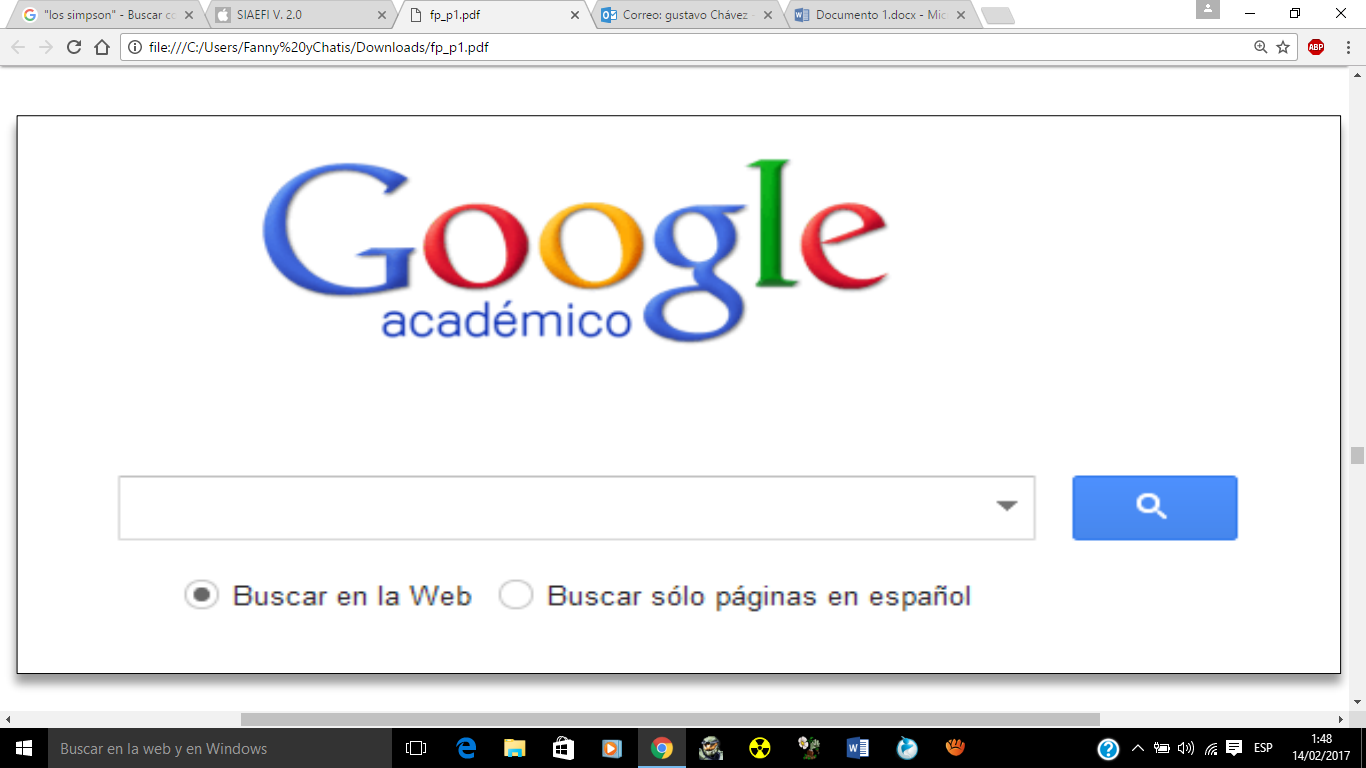 "los simpson" - Buscar co
SIAEFI V. 2.0
fp_p1.pdf
Correo: gustavo Chávez -
Documento 1.docx - Mic
file:///C:/Users/Fanny%20yChatis/Downloads/fp_p1.pdf
ABP
Google
académico
Buscar en la Web
Buscar sólo páginas en español
Buscar en la web y en Windows
ESP
1:48
14/02/2017